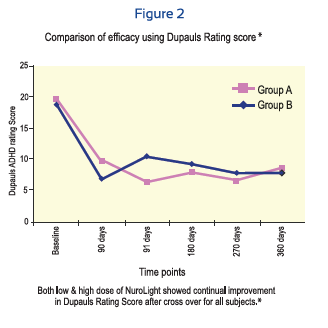 Figure 2
Comparison of efficacy using Dupauls Rating score *
25
20
15
10
5
0
Dupauls ADHD rating Score
Group A
Group B
Baseline
90 days
91 days
180 days
270 days
360 days
Time points
Both low & high dose of NuroLight showed continual improvement
in Dupauls Rating Score after cross over for all subjects.*